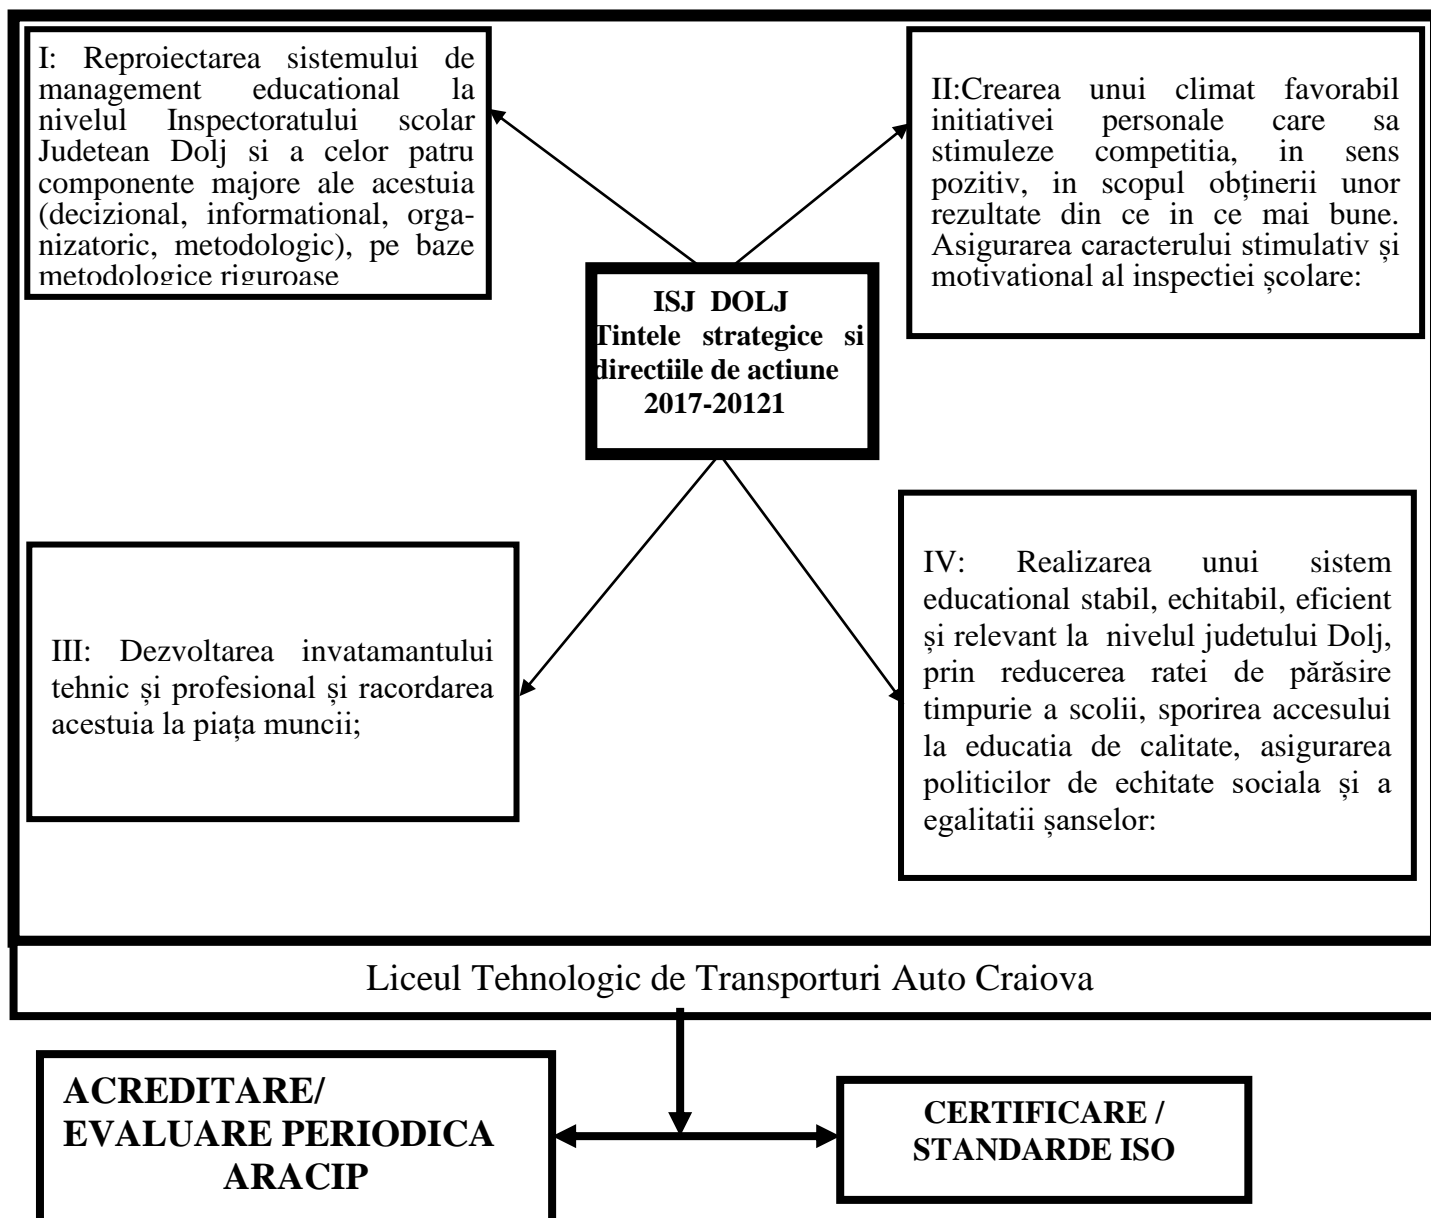 I: Reproiectarea sistemului de
management educational la
nivelul Inspectoratului scolar
Judetean Dolj si a celor patru
componente majore ale acestuia
(decizional, informational, orga-
nizatoric, metodologic), pe baze
metodologice riguroase
II:Crearea unui climat favorabil
initiativei personale care sa
stimuleze competitia, in sens
pozitiv, in scopul obținerii unor
rezultate din ce in ce mai bune.
Asigurarea caracterului stimulativ și
motivational al inspectiei școlare:
ISJ DOLJ
Tintele strategice si
directiile de actiune
2017-20121
III: Dezvoltarea invatamantului
tehnic și profesional și racordarea
acestuia la piața muncii;
IV: Realizarea unui sistem
educational stabil, echitabil, eficient
și relevant la nivelul judetului Dolj,
prin reducerea ratei de părăsire
timpurie a scolii, sporirea accesului
la educatia de calitate, asigurarea
politicilor de echitate sociala și a
egalitatii șanselor:
Liceul Tehnologic de Transporturi Auto Craiova
ACREDITARE/
EVALUARE PERIODICA
ARACIP
CERTIFICARE /
STANDARDE ISO